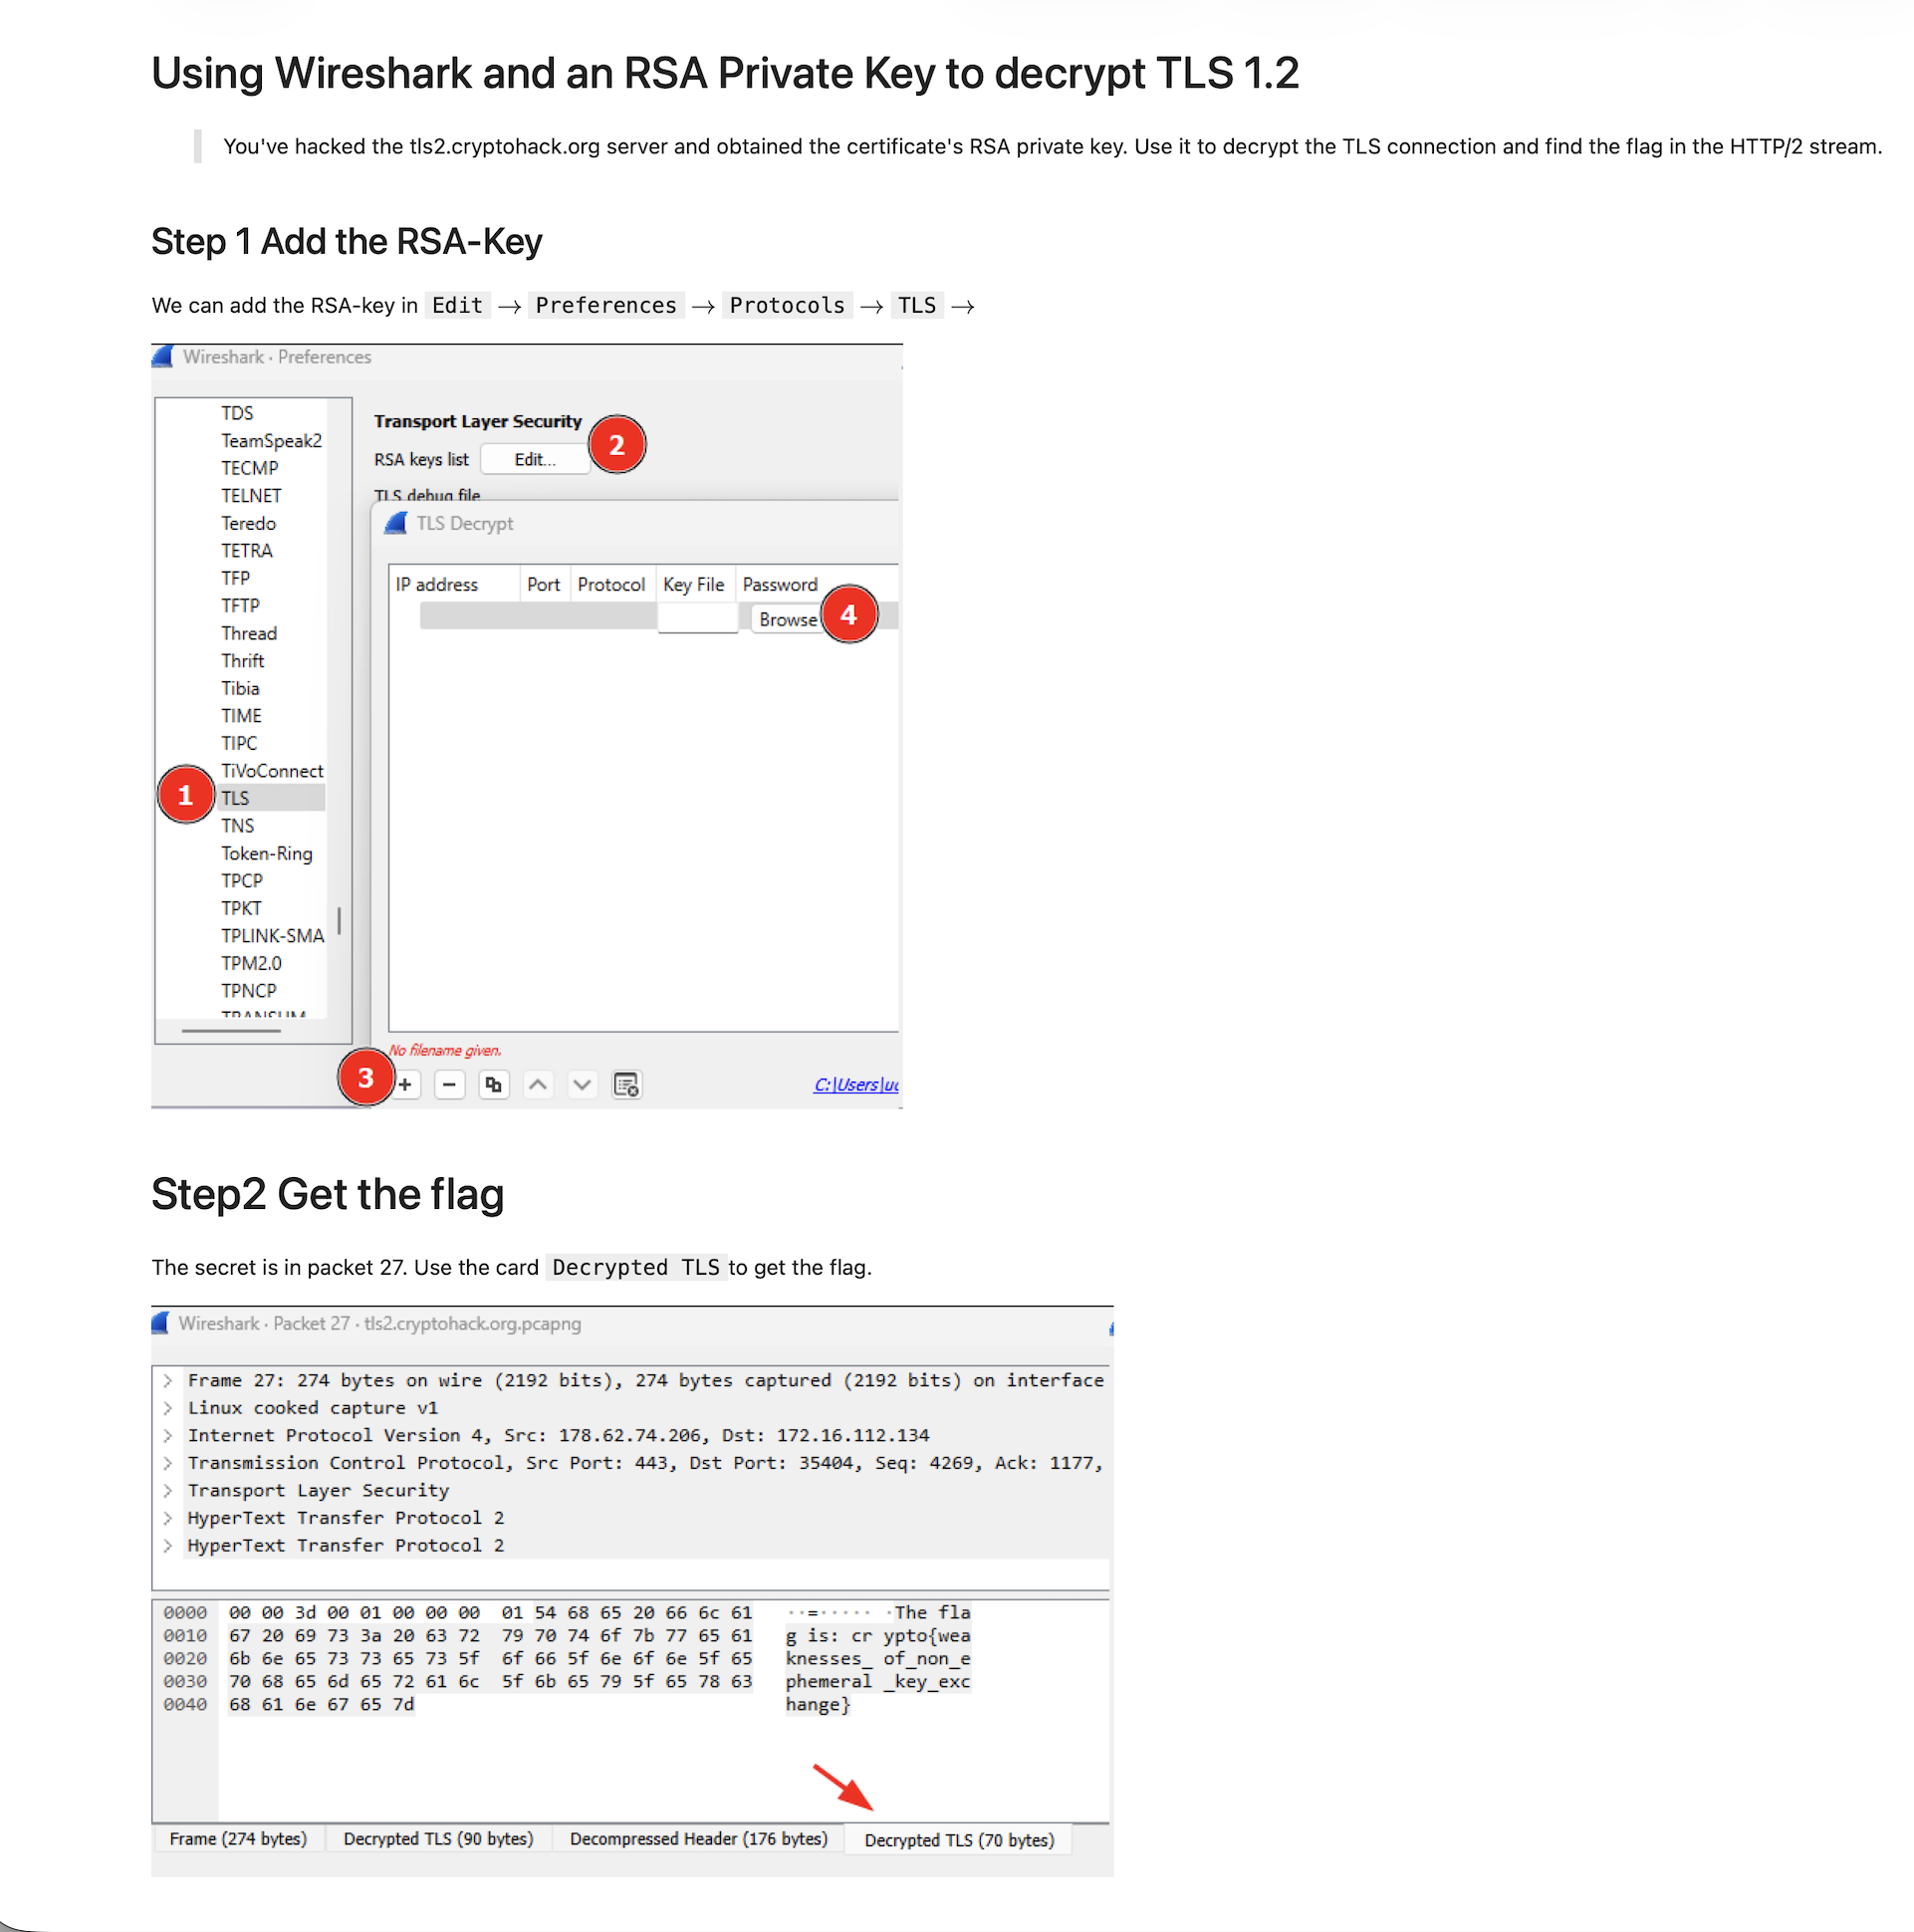 Using Wireshark and an RSA Private Key to decrypt TLS 1.2
You've hacked the tls2.cryptohack.org server and obtained the certificate's RSA private key. Use it to decrypt the TLS connection and find the flag in the HTTP/2 stream.
Step 1 Add the RSA-Key
We can add the RSA-key in Edit → Preferences → Protocols → TLS →
Wireshark · Preferences
TDS
TeamSpeak2
TECMP
TELNET
Teredo
TETRA
TFP
TFTP
Thread
Thrift
Tibia
TIME
TIPC
TiVoConnect
1 TLS
TNS
Token-Ring
TPCP
TPKT
TPLINK-SMA
TPM2.0
TPNCP
TRANSUM
Transport Layer Security
RSA keys list Edit... 2
TLS debug file
TLS Decrypt
IP address Port Protocol Key File Password
Browse 4
No filename given.
3 + −
C:\Users\uc
Step2 Get the flag
The secret is in packet 27. Use the card Decrypted TLS to get the flag.
Wireshark · Packet 27 · tls2.cryptohack.org.pcapng
> Frame 27: 274 bytes on wire (2192 bits), 274 bytes captured (2192 bits) on interface
> Linux cooked capture v1
> Internet Protocol Version 4, Src: 178.62.74.206, Dst: 172.16.112.134
> Transmission Control Protocol, Src Port: 443, Dst Port: 35404, Seq: 4269, Ack: 1177,
> Transport Layer Security
> HyperText Transfer Protocol 2
> HyperText Transfer Protocol 2
0000 00 00 3d 00 01 00 00 00 01 54 68 65 20 66 6c 61 ··=····· ·The fla
0010 67 20 69 73 3a 20 63 72 79 70 74 6f 7b 77 65 61 g is: cr ypto{wea
0020 6b 6e 65 73 73 65 73 5f 6f 66 5f 6e 6f 6e 5f 65 knesses_ of_non_e
0030 70 68 65 6d 65 72 61 6c 5f 6b 65 79 5f 65 78 63 phemeral _key_exc
0040 68 61 6e 67 65 7d hange}
Frame (274 bytes) Decrypted TLS (90 bytes) Decompressed Header (176 bytes) Decrypted TLS (70 bytes)